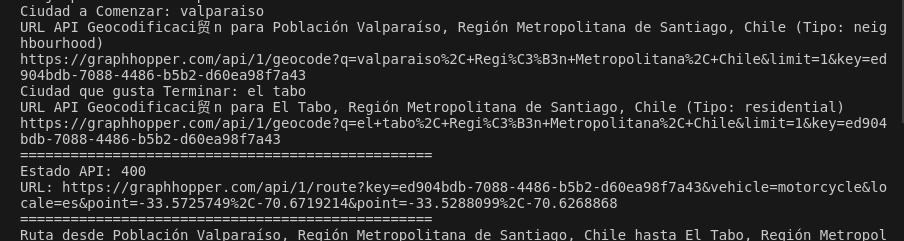 Ciudad a Comenzar: valparaiso
URL API Geocodificaci贸n para Población Valparaíso, Región Metropolitana de Santiago, Chile (Tipo: neig
hbourhood)
https://graphhopper.com/api/1/geocode?q=valparaiso%2C+Regi%C3%B3n+Metropolitana%2C+Chile&limit=1&key=ed
904bdb-7088-4486-b5b2-d60ea98f7a43
Ciudad que gusta Terminar: el tabo
URL API Geocodificaci贸n para El Tabo, Región Metropolitana de Santiago, Chile (Tipo: residential)
https://graphhopper.com/api/1/geocode?q=el+tabo%2C+Regi%C3%B3n+Metropolitana%2C+Chile&limit=1&key=ed904
bdb-7088-4486-b5b2-d60ea98f7a43
=================================================
Estado API: 400
URL: https://graphhopper.com/api/1/route?key=ed904bdb-7088-4486-b5b2-d60ea98f7a43&vehicle=motorcycle&lo
cale=es&point=-33.5725749%2C-70.6719214&point=-33.5288099%2C-70.6268868
=================================================
Ruta desde Población Valparaíso, Región Metropolitana de Santiago, Chile hasta El Tabo, Región Metropol